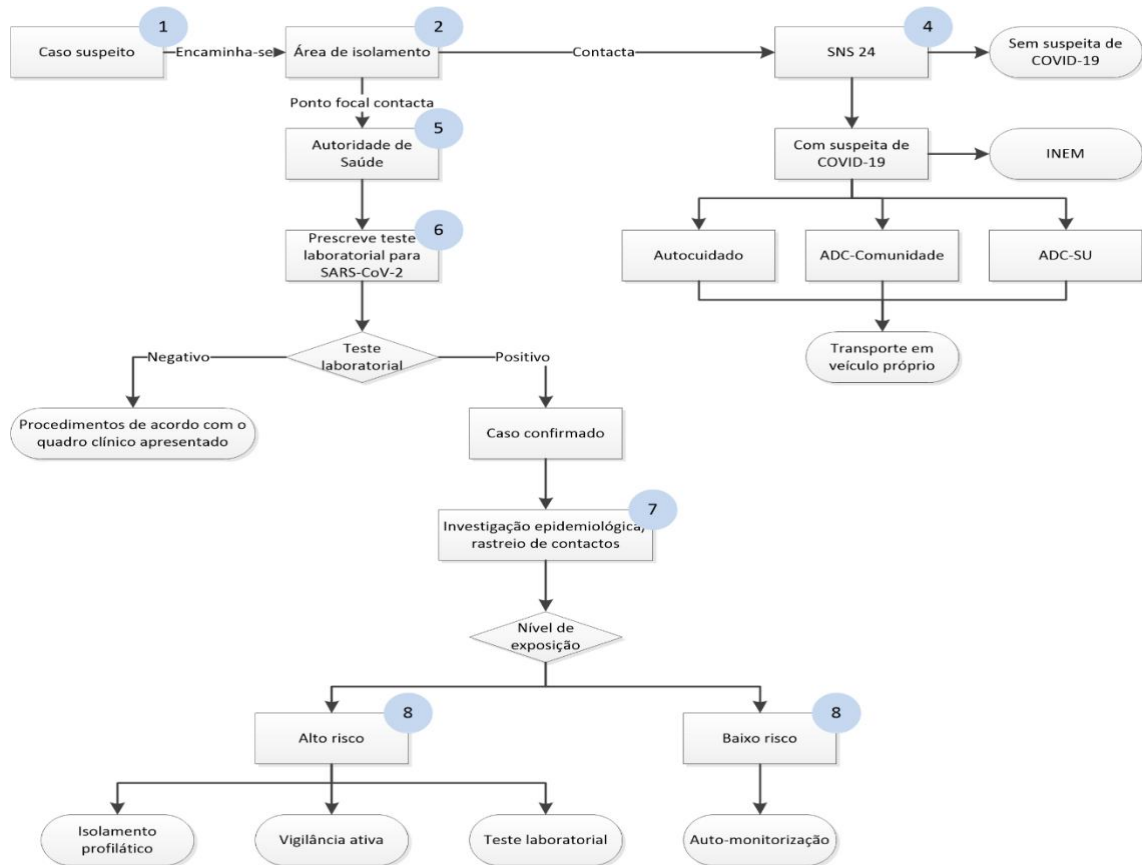 1
2
4
Caso suspeito
Encaminha-se
Área de isolamento
Contacta
SNS 24
Sem suspeita de
COVID-19
Ponto focal contacta
5
Autoridade de
Saúde
Com suspeita de
COVID-19
INEM
6
Prescreve teste
laboratorial para
SARS-CoV-2
Autocuidado
ADC-Comunidade
ADC-SU
Negativo
Teste
laboratorial
Positivo
Transporte em
veículo próprio
Procedimentos de acordo com o
quadro clínico apresentado
Caso confirmado
7
Investigação epidemiológica/
rastreio de contactos
Nível de
exposição
8
8
Alto risco
Baixo risco
Isolamento
profilático
Vigilância ativa
Teste laboratorial
Auto-monitorização